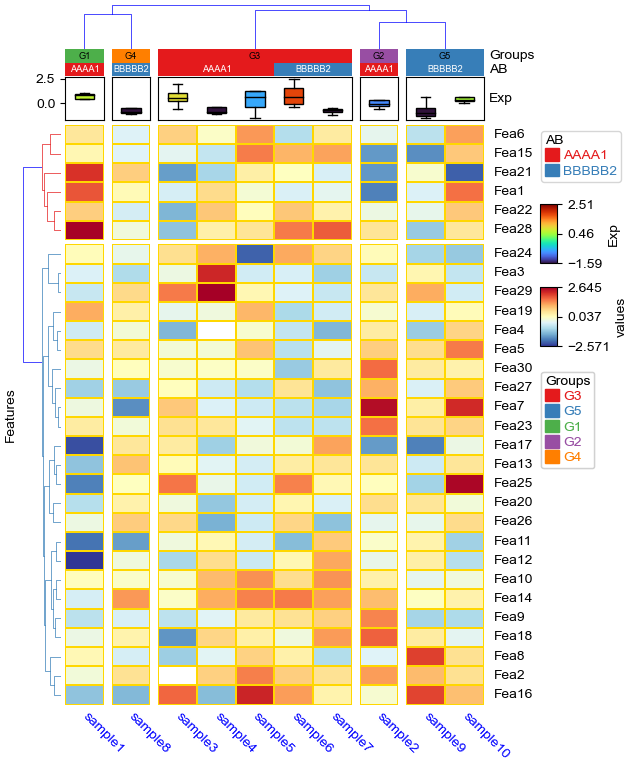 G1 G4 G3 G2 G5 Groups
AAAA1 BBBBB2 AAAA1 BBBBB2 AAAA1 BBBBB2 AB
2.5
0.0
Exp
Fea6
Fea15
Fea21
Fea1
Fea22
Fea28
Fea24
Fea3
Fea29
Fea19
Fea4
Fea5
Fea30
Fea27
Fea7
Fea23
Fea17
Fea13
Fea25
Fea20
Fea26
Fea11
Fea12
Fea10
Fea14
Fea9
Fea18
Fea8
Fea2
Fea16
Features
sample1
sample8
sample3
sample4
sample5
sample6
sample7
sample2
sample9
sample10
AB
AAAA1
BBBBB2
2.51
0.46
−1.59
Exp
2.645
0.037
−2.571
values
Groups
G3
G5
G1
G2
G4